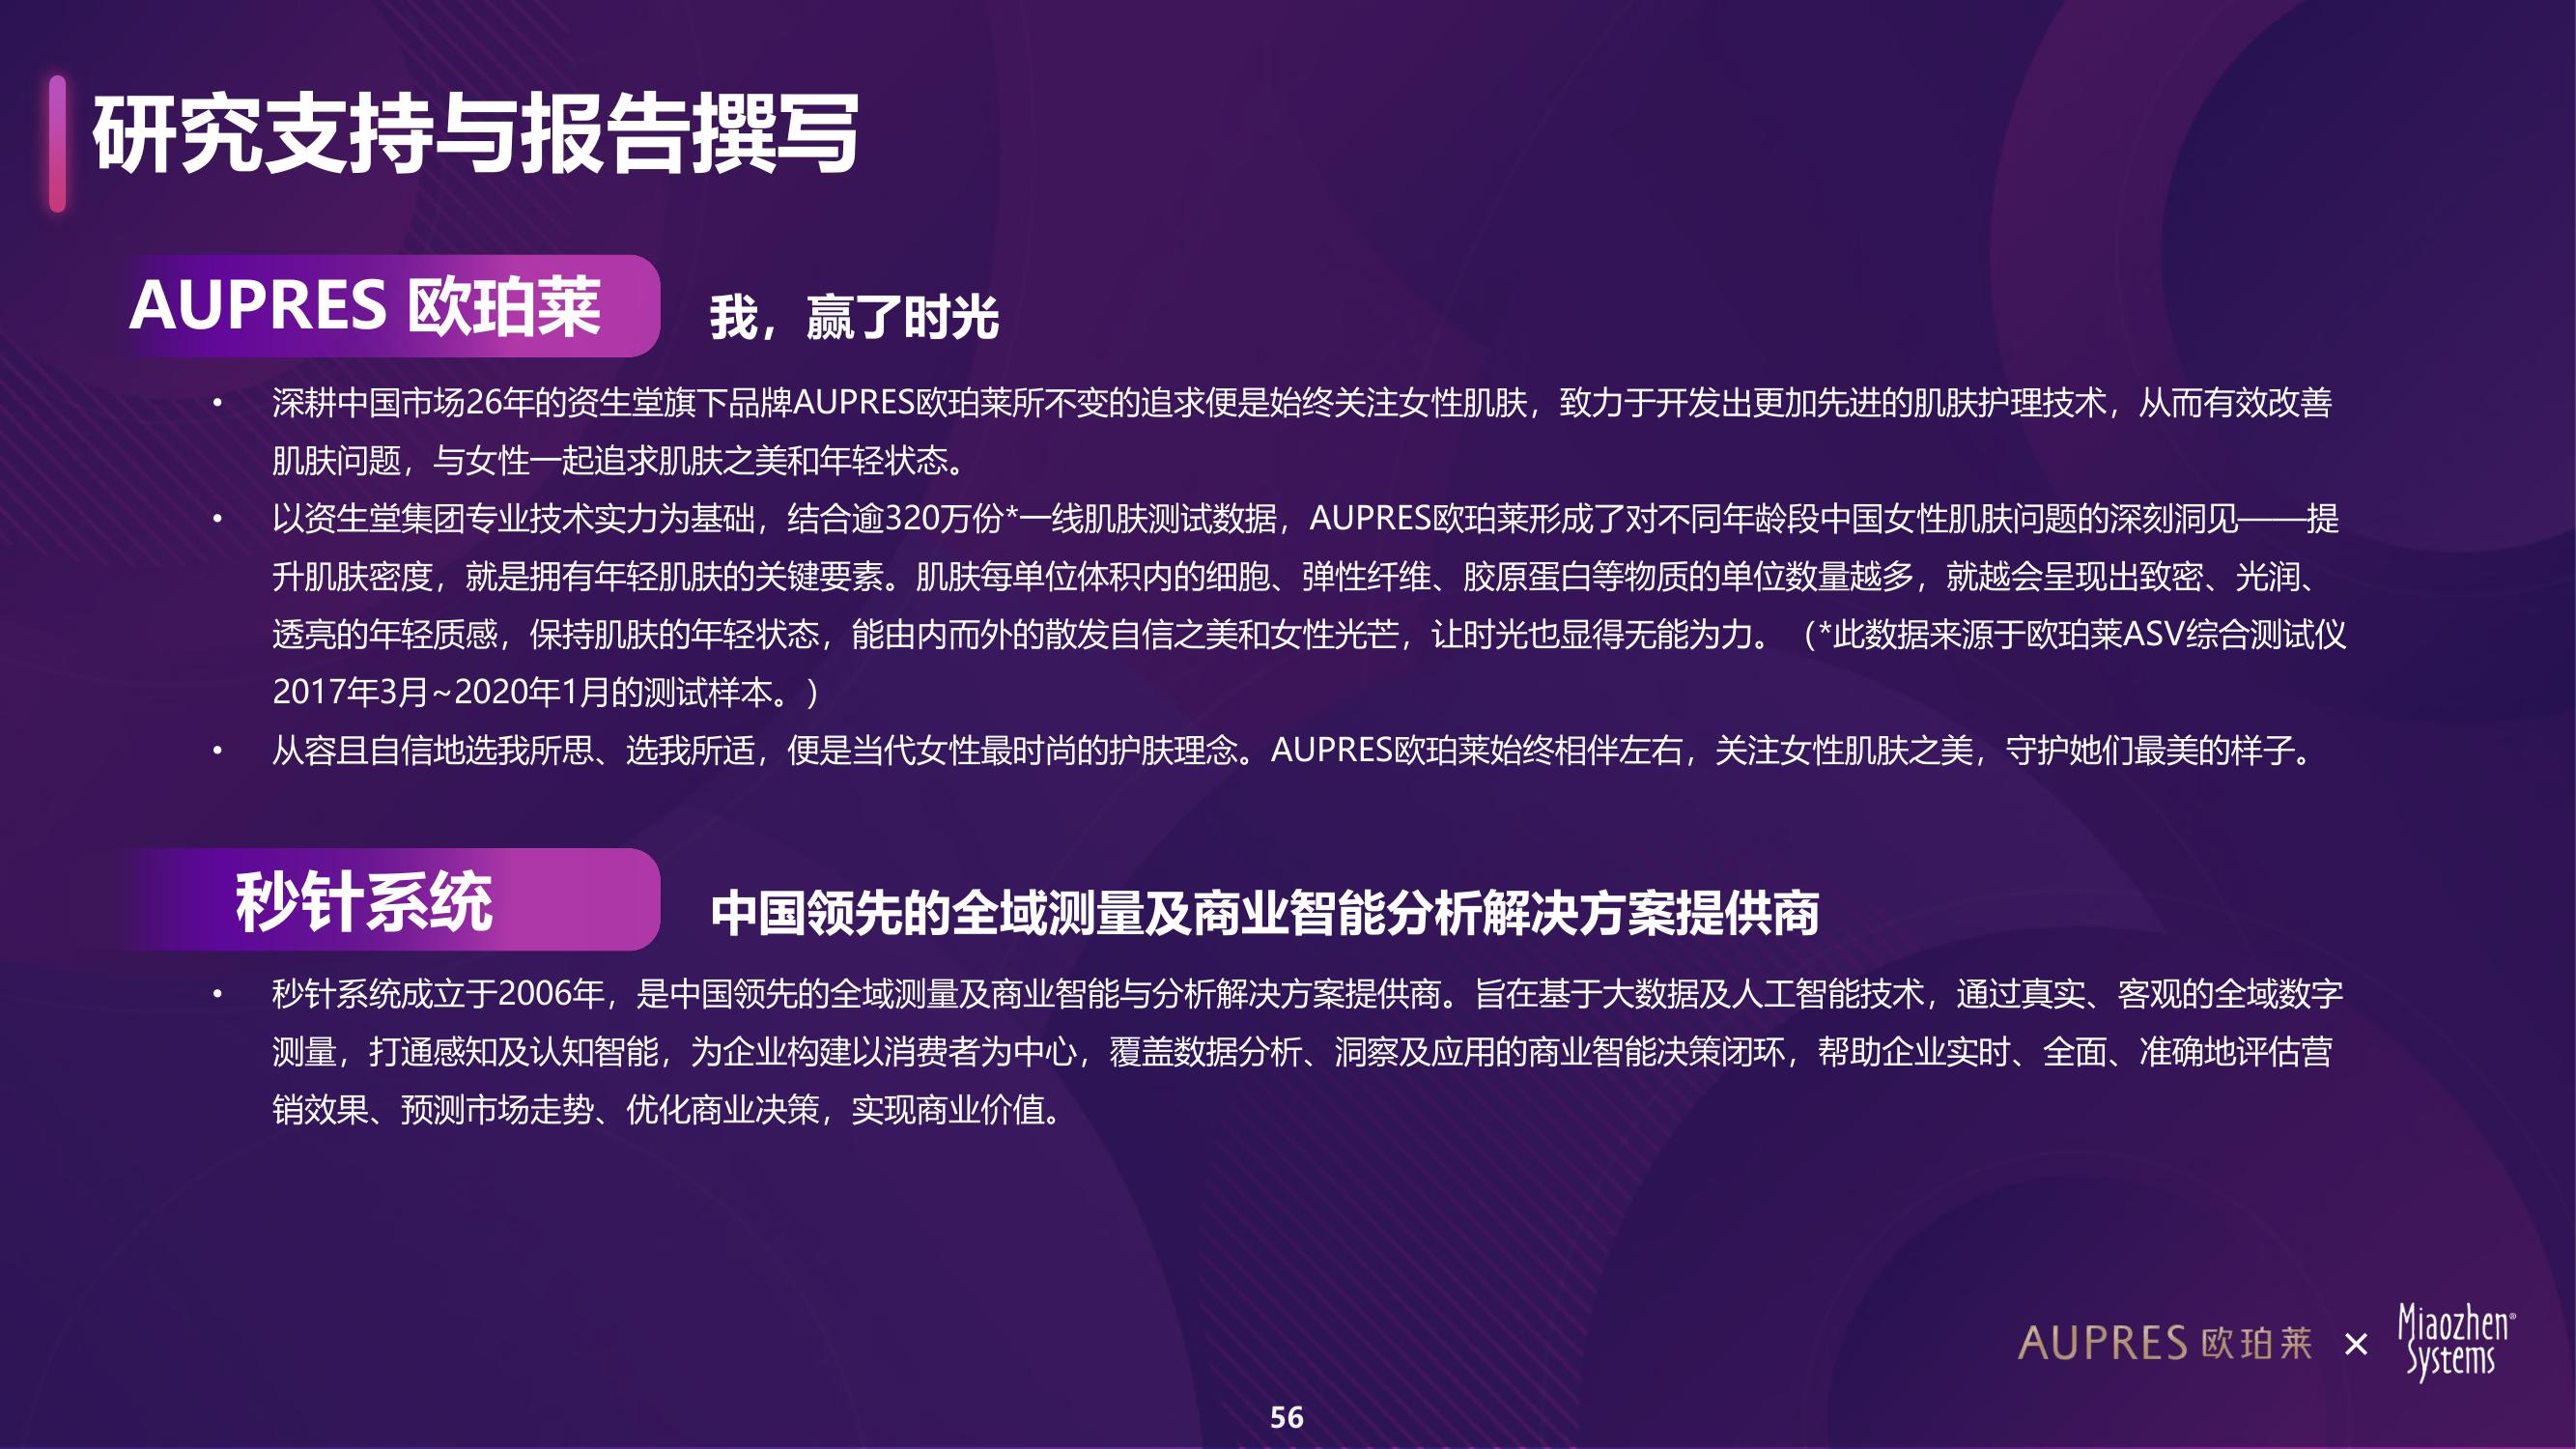 研究支持与报告撰写
AUPRES 欧珀莱
我，赢了时光
• 深耕中国市场26年的资生堂旗下品牌AUPRES欧珀莱所不变的追求便是始终关注女性肌肤，致力于开发出更加先进的肌肤护理技术，从而有效改善
肌肤问题，与女性一起追求肌肤之美和年轻状态。
• 以资生堂集团专业技术实力为基础，结合逾320万份*一线肌肤测试数据，AUPRES欧珀莱形成了对不同年龄段中国女性肌肤问题的深刻洞见——提
升肌肤密度，就是拥有年轻肌肤的关键要素。肌肤每单位体积内的细胞、弹性纤维、胶原蛋白等物质的单位数量越多，就越会呈现出致密、光润、
透亮的年轻质感，保持肌肤的年轻状态，能由内而外的散发自信之美和女性光芒，让时光也显得无能为力。（*此数据来源于欧珀莱ASV综合测试仪
2017年3月~2020年1月的测试样本。）
• 从容且自信地选我所思、选我所适，便是当代女性最时尚的护肤理念。AUPRES欧珀莱始终相伴左右，关注女性肌肤之美，守护她们最美的样子。
秒针系统
中国领先的全域测量及商业智能分析解决方案提供商
• 秒针系统成立于2006年，是中国领先的全域测量及商业智能与分析解决方案提供商。旨在基于大数据及人工智能技术，通过真实、客观的全域数字
测量，打通感知及认知智能，为企业构建以消费者为中心，覆盖数据分析、洞察及应用的商业智能决策闭环，帮助企业实时、全面、准确地评估营
销效果、预测市场走势、优化商业决策，实现商业价值。
AUPRES 欧珀莱 × Miaozhen®
Systems
56